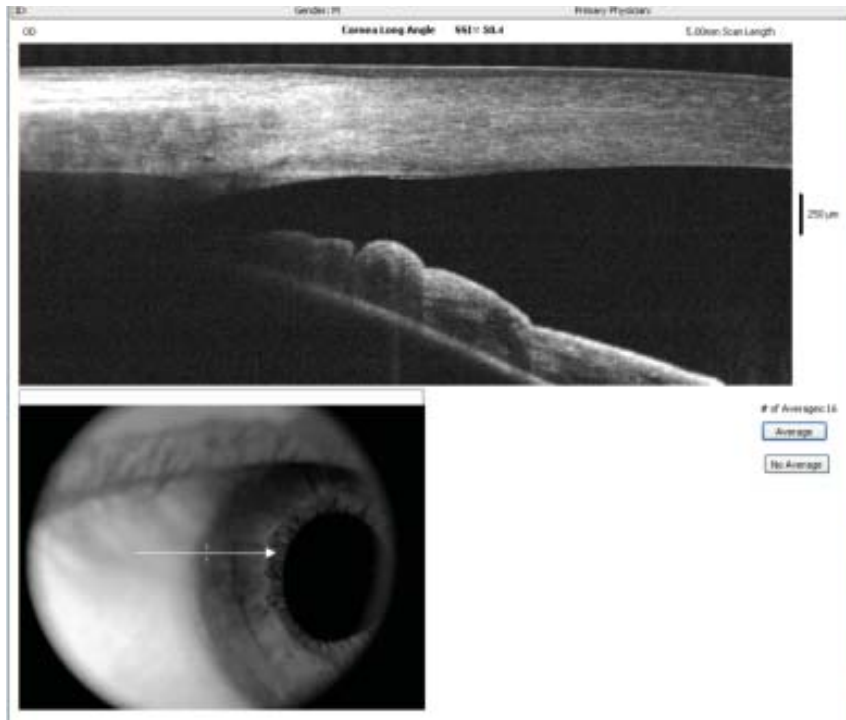 ID: Gender: M Primary Physician:
OD Cornea Long Angle SSI= 50.4 5.00mm Scan Length
250 µm
# of Averages: 16
Average
No Average